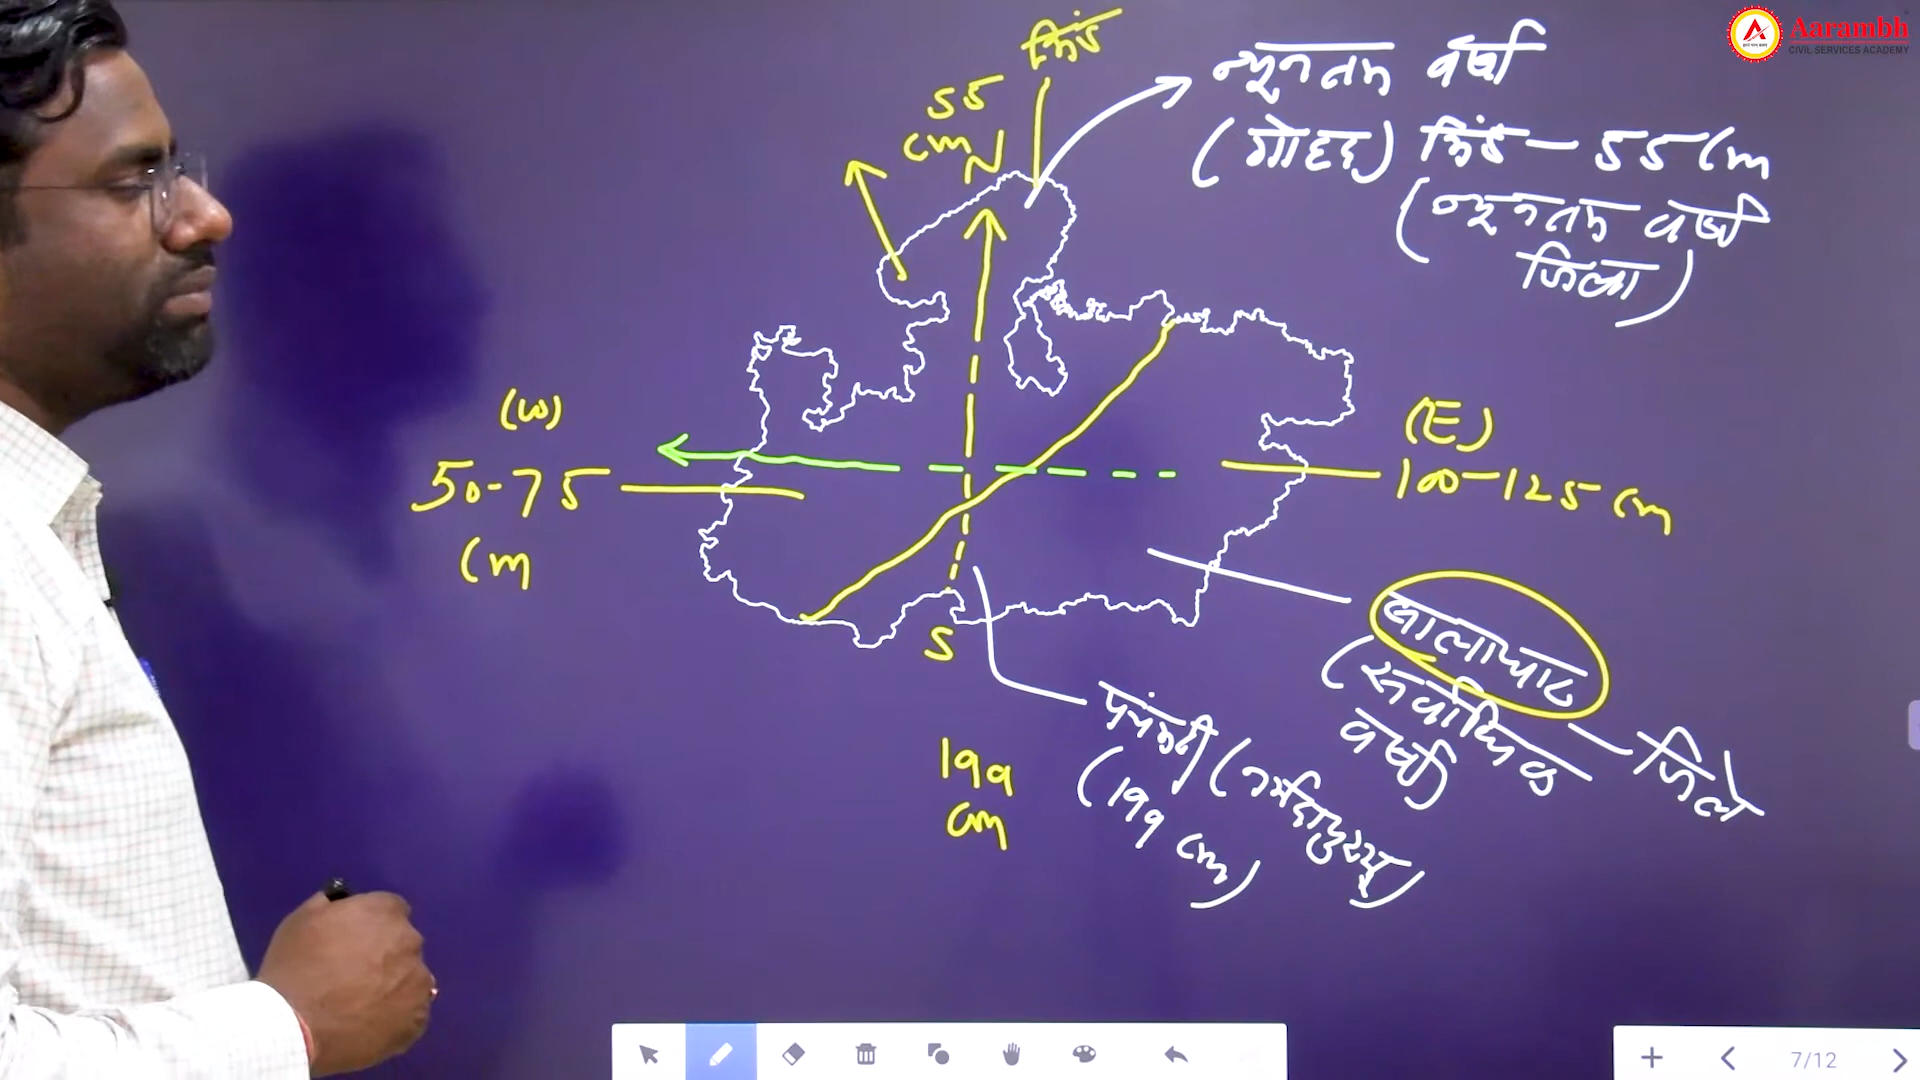 Aarambh
CIVIL SERVICES ACADEMY
भिंड
55
cm
N
न्यूनतम वर्षा
(गोहद) भिंड - 55 cm
(न्यूनतम वर्षा
जिला)
(W)
50-75
cm
(E)
100-125 cm
S
बालाघाट
(सर्वाधिक
वर्षा)
जिले
पंचमढ़ी (नर्मदापुरम्)
(199 cm)
199
cm
7/12